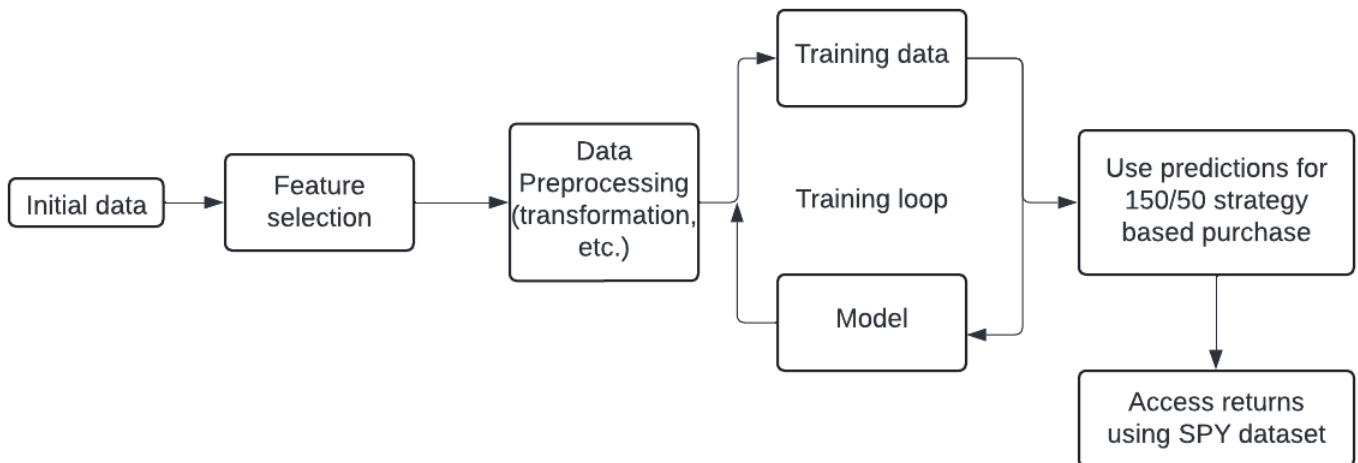 Initial data
Feature
selection
Data
Preprocessing
(transformation,
etc.)
Training data
Training loop
Model
Use predictions for
150/50 strategy
based purchase
Access returns
using SPY dataset